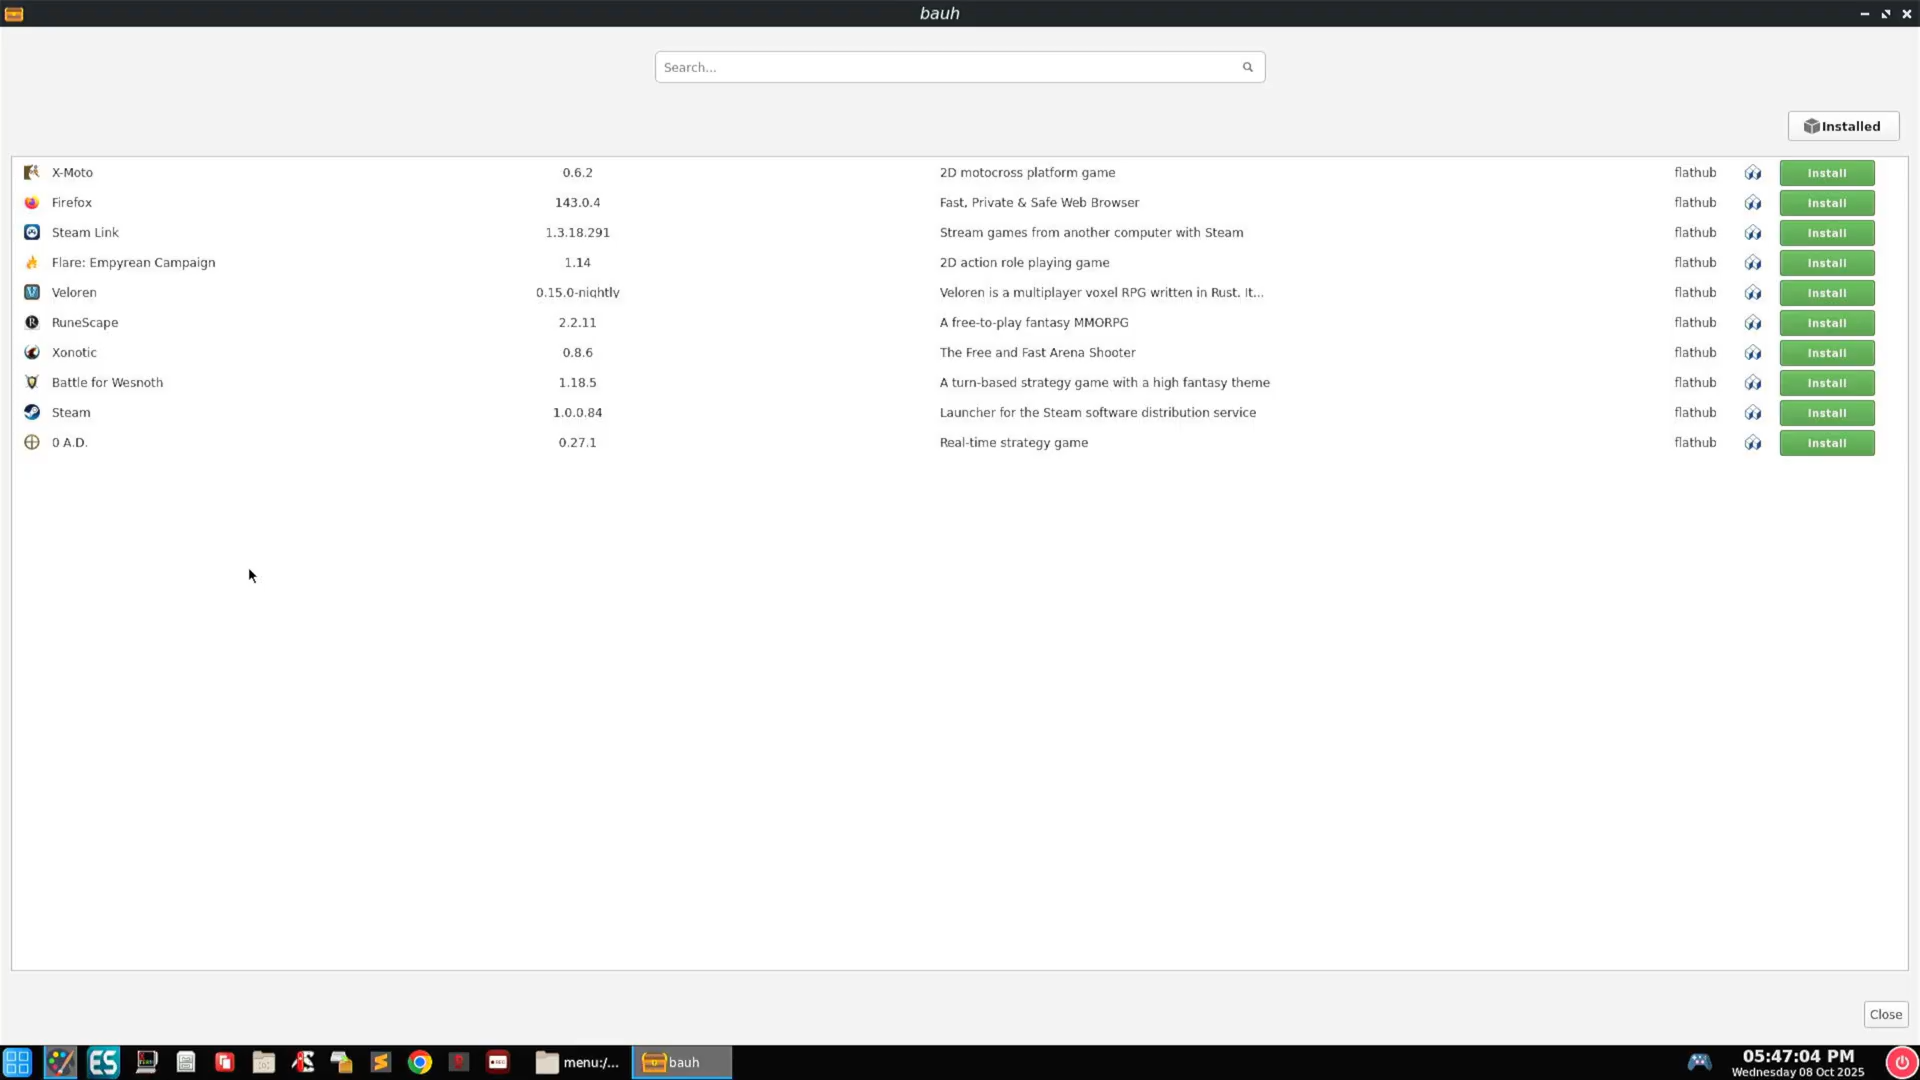 bauh
Search...
Installed
X-Moto 0.6.2 2D motocross platform game flathub Install
Firefox 143.0.4 Fast, Private & Safe Web Browser flathub Install
Steam Link 1.3.18.291 Stream games from another computer with Steam flathub Install
Flare: Empyrean Campaign 1.14 2D action role playing game flathub Install
Veloren 0.15.0-nightly Veloren is a multiplayer voxel RPG written in Rust. It... flathub Install
RuneScape 2.2.11 A free-to-play fantasy MMORPG flathub Install
Xonotic 0.8.6 The Free and Fast Arena Shooter flathub Install
Battle for Wesnoth 1.18.5 A turn-based strategy game with a high fantasy theme flathub Install
Steam 1.0.0.84 Launcher for the Steam software distribution service flathub Install
0 A.D. 0.27.1 Real-time strategy game flathub Install
Close
ES menu:/... bauh 05:47:04 PM
Wednesday 08 Oct 2025